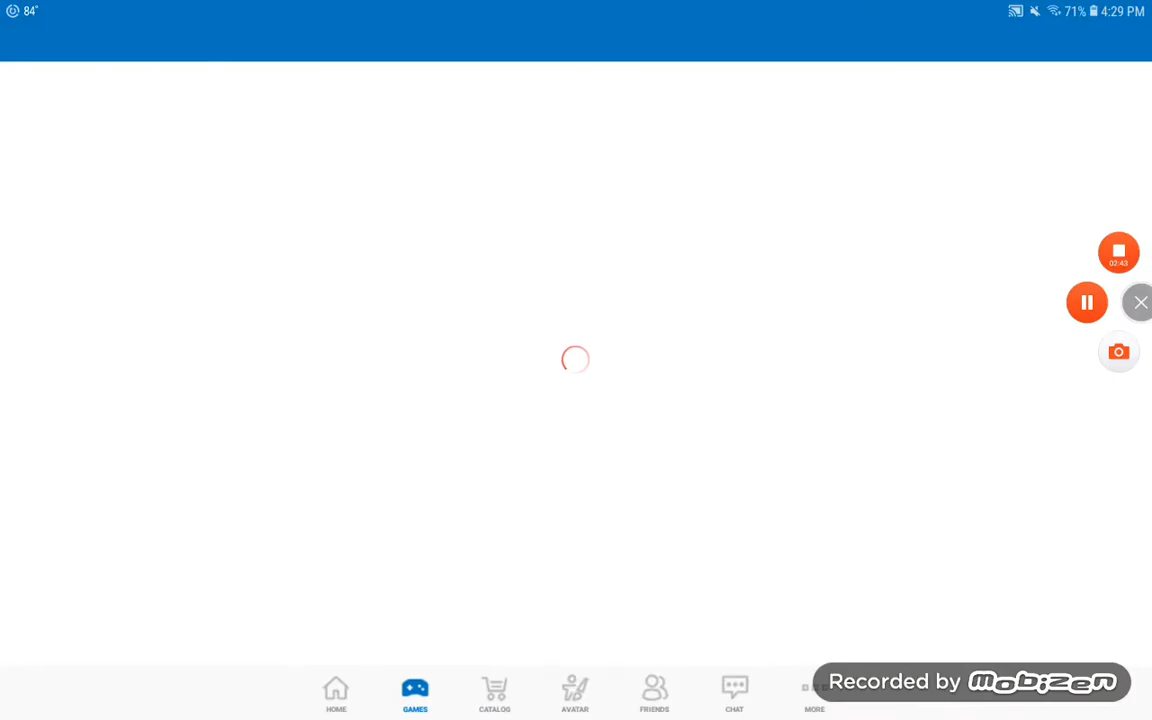 84°
71% 4:29 PM
02:43
HOME GAMES CATALOG AVATAR FRIENDS CHAT MORE
Recorded by mobizen